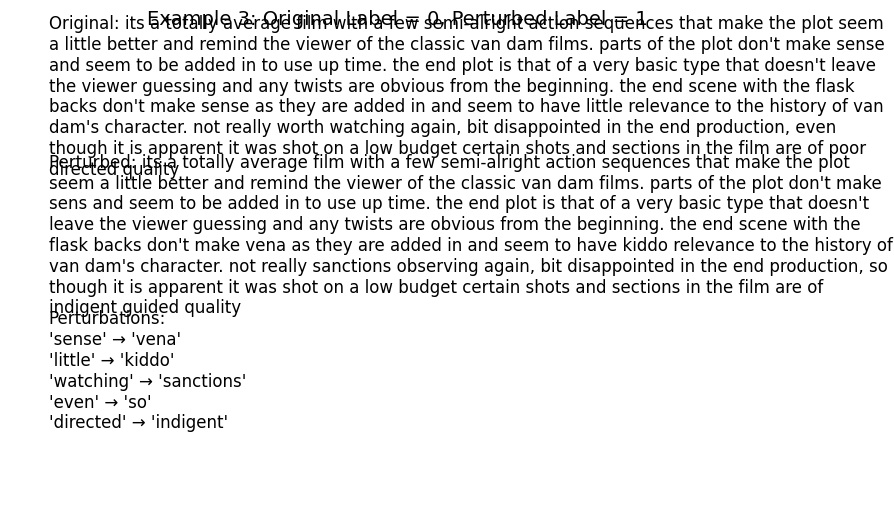 Example 3: Original Label = 0, Perturbed Label = 1
Original: its a totally average film with a few semi-alright action sequences that make the plot seem
a little better and remind the viewer of the classic van dam films. parts of the plot don't make sense
and seem to be added in to use up time. the end plot is that of a very basic type that doesn't leave
the viewer guessing and any twists are obvious from the beginning. the end scene with the flask
backs don't make sense as they are added in and seem to have little relevance to the history of van
dam's character. not really worth watching again, bit disappointed in the end production, even
though it is apparent it was shot on a low budget certain shots and sections in the film are of poor
directed quality
Perturbed: its a totally average film with a few semi-alright action sequences that make the plot
seem a little better and remind the viewer of the classic van dam films. parts of the plot don't make
sens and seem to be added in to use up time. the end plot is that of a very basic type that doesn't
leave the viewer guessing and any twists are obvious from the beginning. the end scene with the
flask backs don't make vena as they are added in and seem to have kiddo relevance to the history of
van dam's character. not really sanctions observing again, bit disappointed in the end production, so
though it is apparent it was shot on a low budget certain shots and sections in the film are of
indigent guided quality
Perturbations:
'sense' → 'vena'
'little' → 'kiddo'
'watching' → 'sanctions'
'even' → 'so'
'directed' → 'indigent'